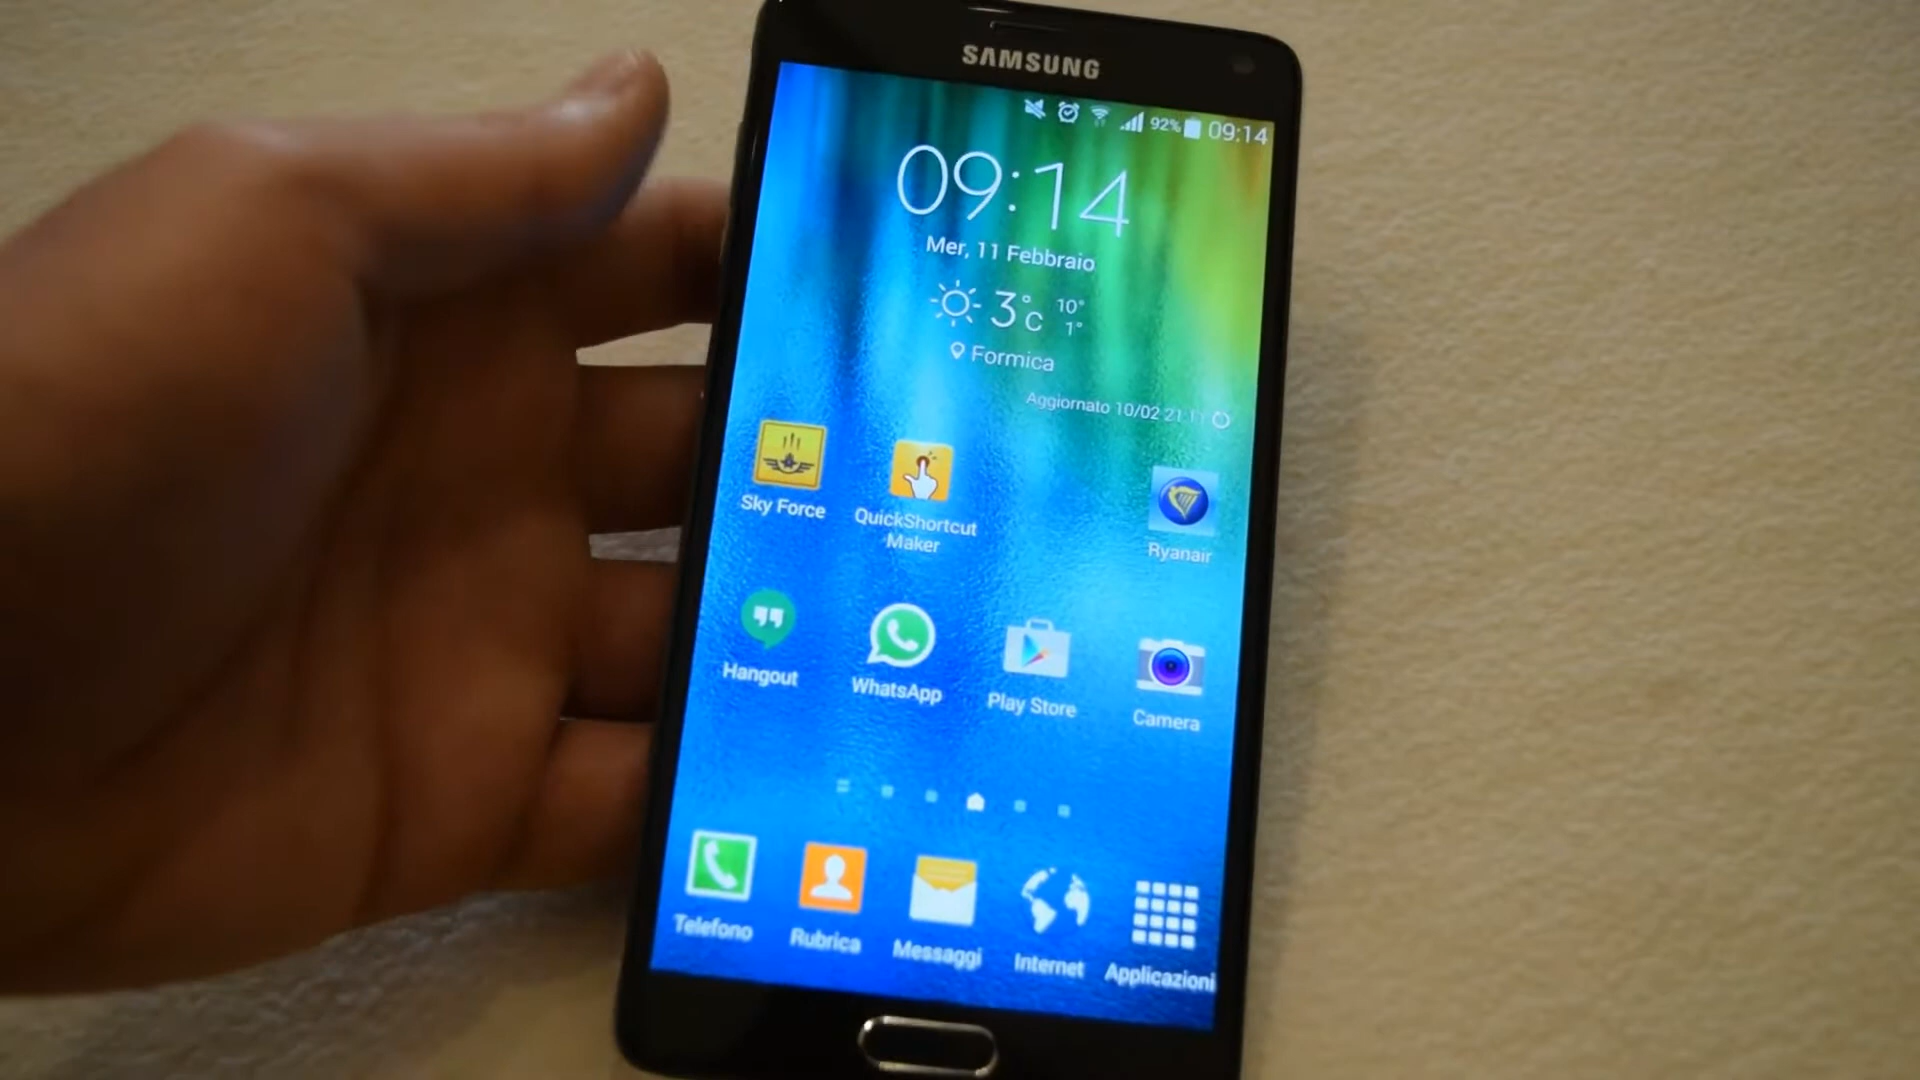 SAMSUNG
92% 09:14
09:14
Mer, 11 Febbraio
3°C 10°
1°
Formica
Aggiornato 10/02 21:11
Sky Force
QuickShortcut
Maker
Ryanair
Hangout
WhatsApp
Play Store
Camera
Telefono
Rubrica
Messaggi
Internet
Applicazioni